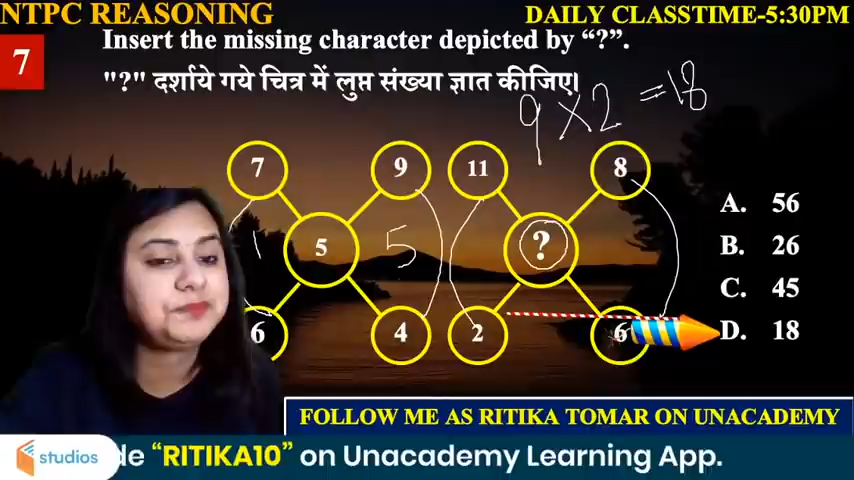 NTPC REASONING
DAILY CLASSTIME-5:30PM
7
Insert the missing character depicted by “?”.
"?" दर्शाये गये चित्र में लुप्त संख्या ज्ञात कीजिए।
9 × 2 = 18
7 9 11 8
1 5 5 ?
6 4 2 6
A. 56
B. 26
C. 45
D. 18
FOLLOW ME AS RITIKA TOMAR ON UNACADEMY
studios
de “RITIKA10” on Unacademy Learning App.